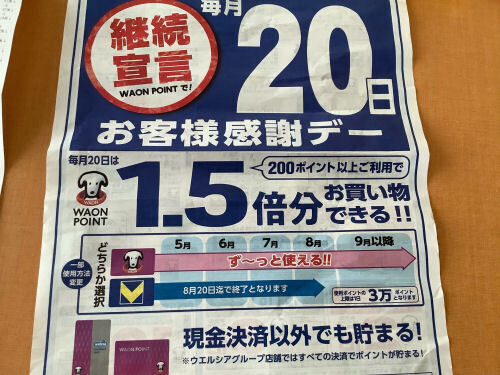 継続
宣言
WAON POINTで!
毎月
20日
お客様感謝デー
毎月20日は
200ポイント以上ご利用で
WAON
WAON
POINT
1.5倍分
お買い物
できる!!
一部
使用方法
変更
どちらか選択
5月 6月 7月 8月 9月以降
ず〜っと使える!!
8月20日迄で終了となります
使用ポイントの
上限は1日
3万
ポイント
となります
WAON POINT
現金決済以外でも貯まる!
※ウエルシアグループ店舗ではすべての決済でポイントが貯まる!